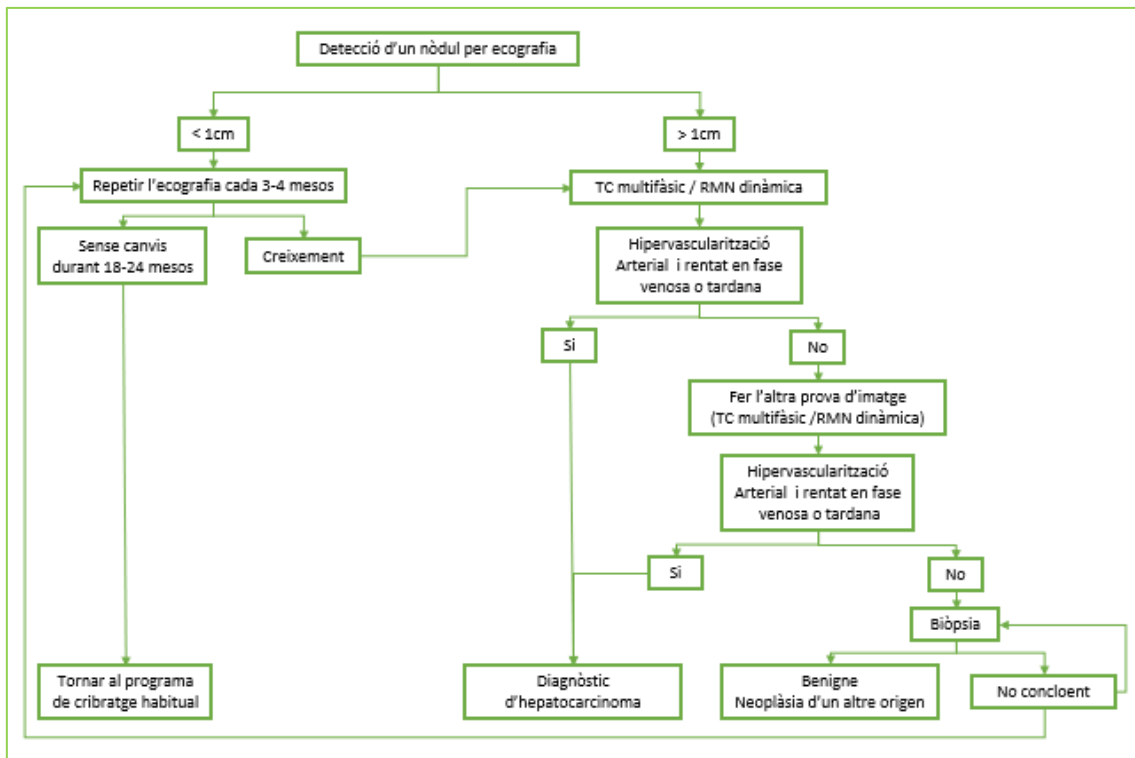 Detecció d'un nòdul per ecografia
< 1cm
> 1cm
Repetir l'ecografia cada 3-4 mesos
TC multifàsic / RMN dinàmica
Sense canvis
durant 18-24 mesos
Creixement
Hipervascularització
Arterial i rentat en fase
venosa o tardana
Si
No
Fer l'altra prova d'imatge
(TC multifàsic /RMN dinàmica)
Hipervascularització
Arterial i rentat en fase
venosa o tardana
Si
No
Biòpsia
Tornar al programa
de cribratge habitual
Diagnòstic
d'hepatocarcinoma
Benigne
Neoplàsia d'un altre origen
No concloent